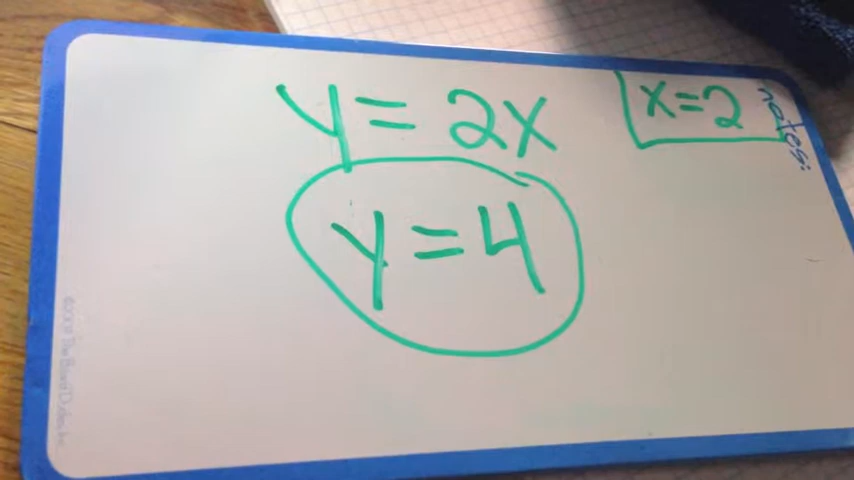 y = 2x
x = 2
notes:
y = 4